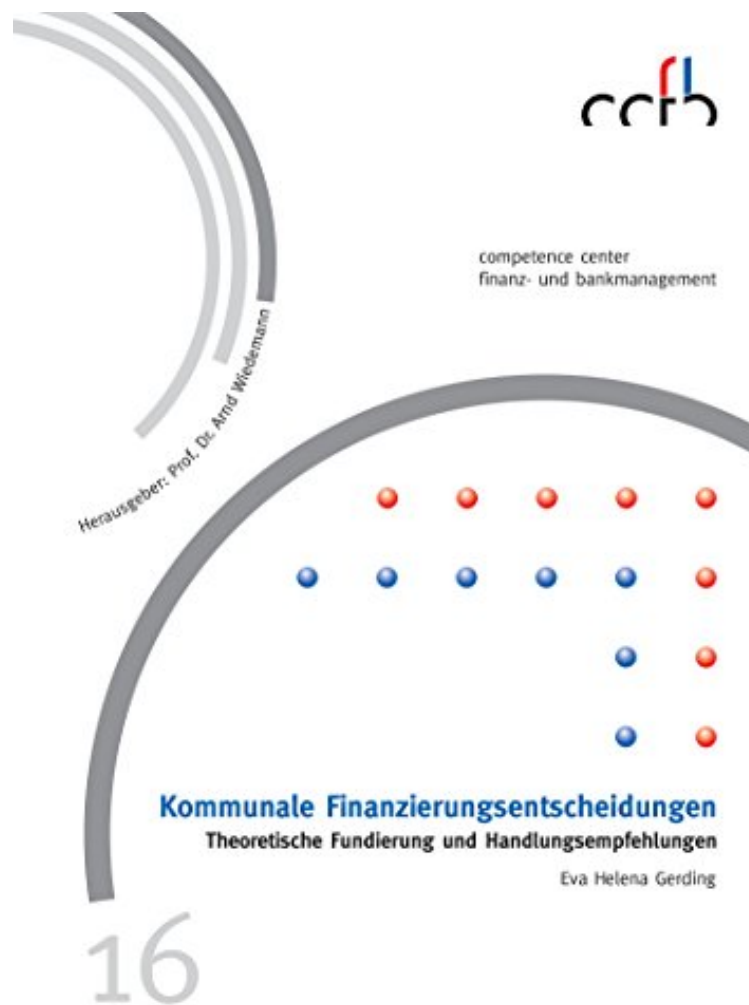 ccfb
competence center
finanz- und bankmanagement
Herausgeber: Prof. Dr. Arnd Wiedemann
Kommunale Finanzierungsentscheidungen
Theoretische Fundierung und Handlungsempfehlungen
Eva Helena Gerding
16